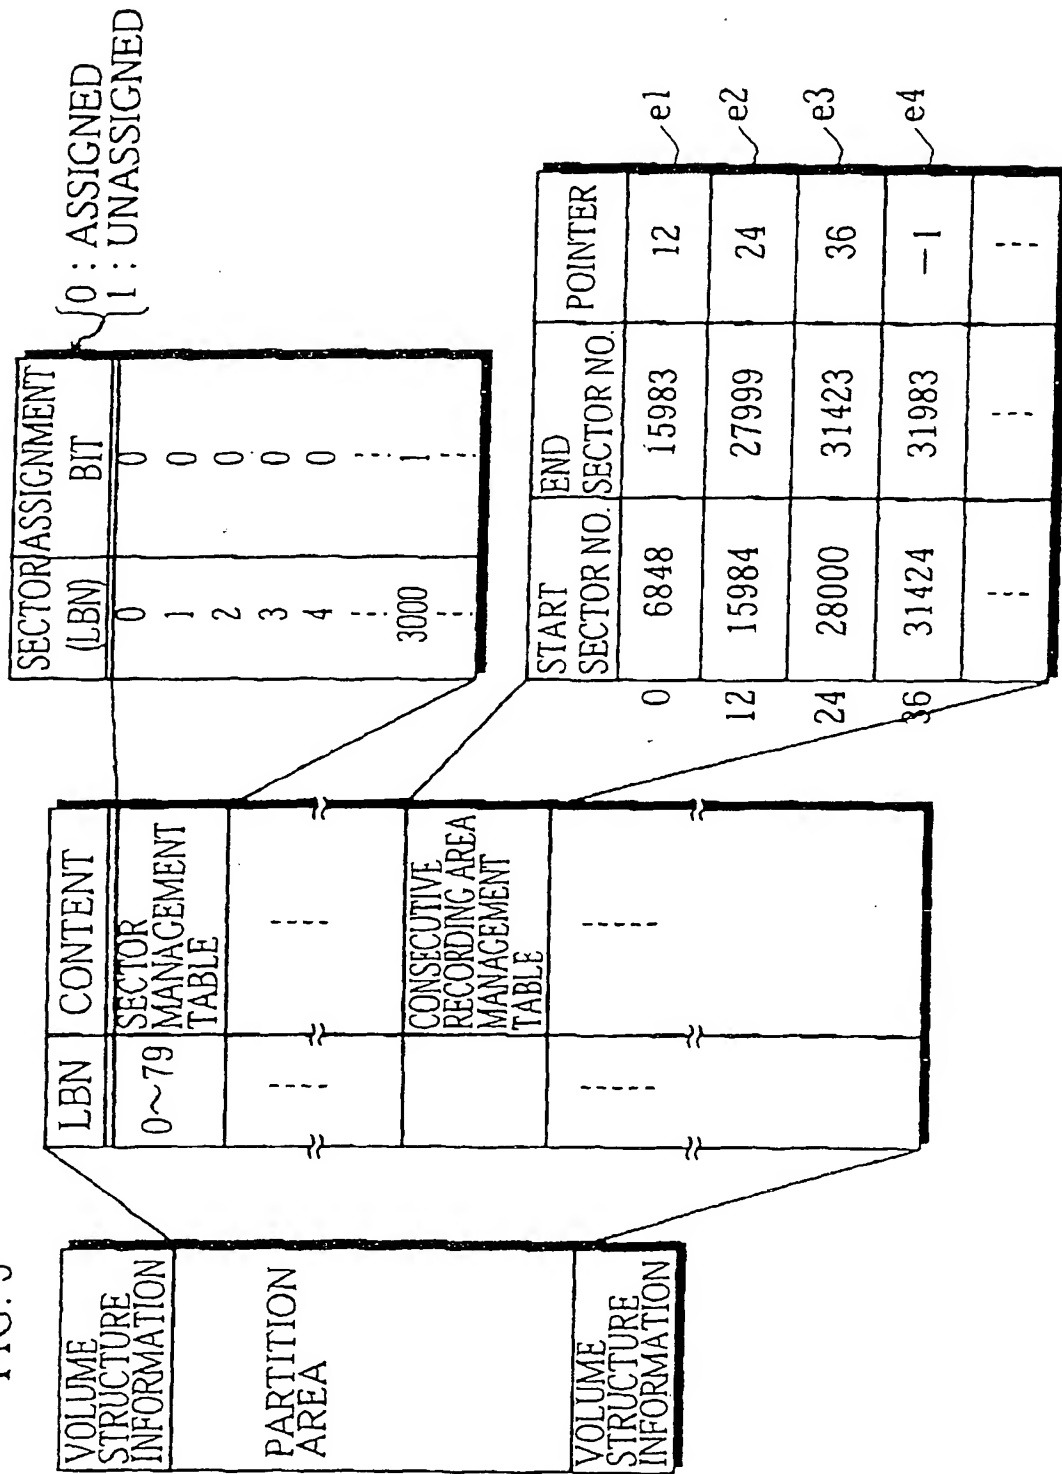 FIG. 5
VOLUME
STRUCTURE
INFORMATION
PARTITION
AREA
VOLUME
STRUCTURE
INFORMATION
LBN CONTENT
0~79 SECTOR
MANAGEMENT
TABLE
---- ----
CONSECUTIVE
RECORDING AREA
MANAGEMENT
TABLE
---- ----
SECTOR ASSIGNMENT
(LBN) BIT
0 0
1 0
2 0
3 0
4 0
3000 1
0 : ASSIGNED
1 : UNASSIGNED
START END POINTER
SECTOR NO. SECTOR NO.
0 6848 15983 12 e1
12 15984 27999 24 e2
24 28000 31423 36 e3
36 31424 31983 -1 e4
--- --- ---